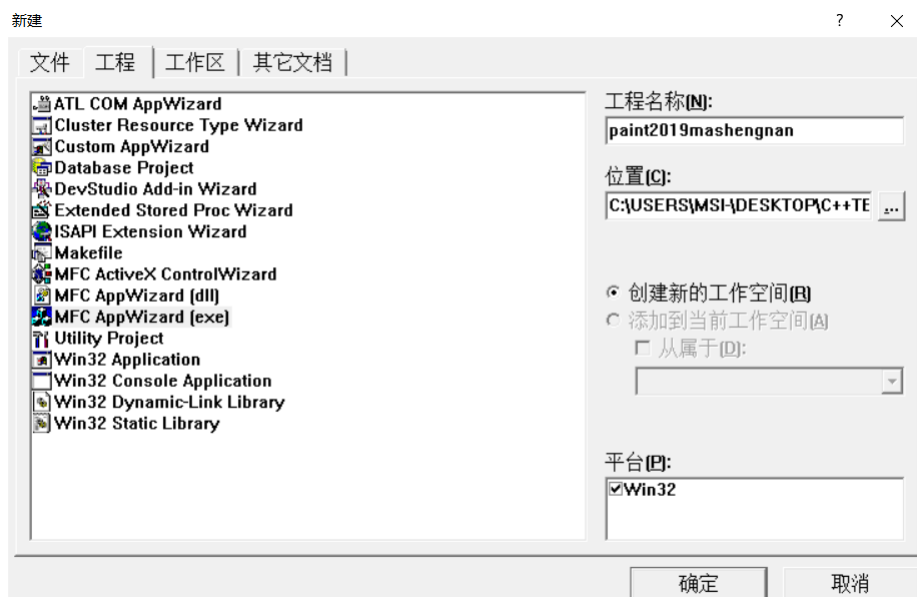 新建
文件 工程 工作区 其它文档
ATL COM AppWizard
Cluster Resource Type Wizard
Custom AppWizard
Database Project
DevStudio Add-in Wizard
Extended Stored Proc Wizard
ISAPI Extension Wizard
Makefile
MFC ActiveX ControlWizard
MFC AppWizard (dll)
MFC AppWizard (exe)
Utility Project
Win32 Application
Win32 Console Application
Win32 Dynamic-Link Library
Win32 Static Library
工程名称(N):
paint2019mashengnan
位置(C):
C:\USERS\MSI-\DESKTOP\C++TE ...
创建新的工作空间(R)
添加到当前工作空间(A)
从属于(D):
平台(P):
Win32
确定 取消